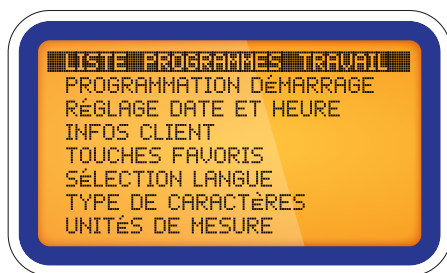 LISTE PROGRAMMES TRAVAIL
PROGRAMMATION DéMARRAGE
RéGLAGE DATE ET HEURE
INFOS CLIENT
TOUCHES FAVORIS
SéLECTION LANGUE
TYPE DE CARACTèRES
UNITéS DE MESURE